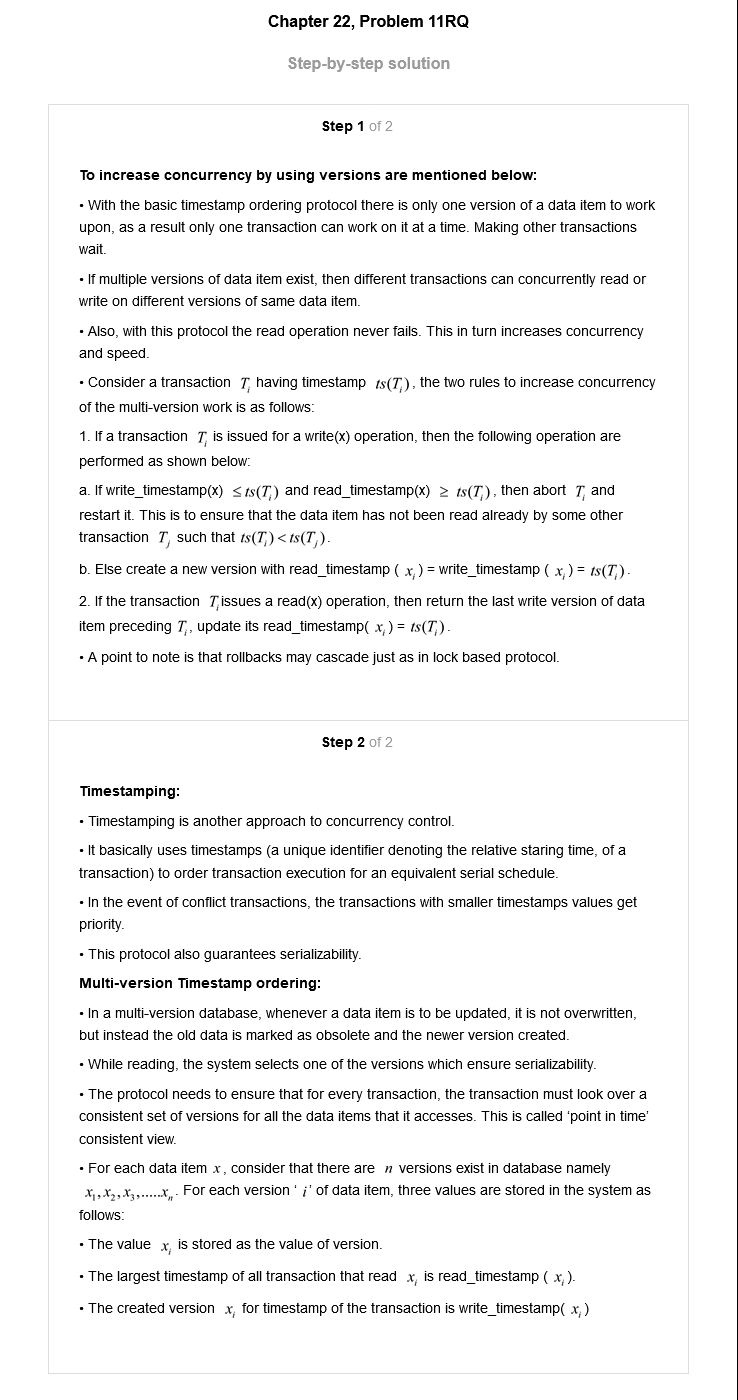 Chapter 22, Problem 11RQ
Step-by-step solution
Step 1 of 2
To increase concurrency by using versions are mentioned below:
• With the basic timestamp ordering protocol there is only one version of a data item to work
upon, as a result only one transaction can work on it at a time. Making other transactions
wait.
• If multiple versions of data item exist, then different transactions can concurrently read or
write on different versions of same data item.
• Also, with this protocol the read operation never fails. This in turn increases concurrency
and speed.
• Consider a transaction T_i having timestamp ts(T_i), the two rules to increase concurrency
of the multi-version work is as follows:
1. If a transaction T_i is issued for a write(x) operation, then the following operation are
performed as shown below:
a. If write_timestamp(x) ≤ ts(T_i) and read_timestamp(x) ≥ ts(T_i), then abort T_i and
restart it. This is to ensure that the data item has not been read already by some other
transaction T_j such that ts(T_i) < ts(T_j).
b. Else create a new version with read_timestamp ( x_i ) = write_timestamp ( x_i ) = ts(T_i).
2. If the transaction T_i issues a read(x) operation, then return the last write version of data
item preceding T_i, update its read_timestamp( x_i ) = ts(T_i).
• A point to note is that rollbacks may cascade just as in lock based protocol.
Step 2 of 2
Timestamping:
• Timestamping is another approach to concurrency control.
• It basically uses timestamps (a unique identifier denoting the relative staring time, of a
transaction) to order transaction execution for an equivalent serial schedule.
• In the event of conflict transactions, the transactions with smaller timestamps values get
priority.
• This protocol also guarantees serializability.
Multi-version Timestamp ordering:
• In a multi-version database, whenever a data item is to be updated, it is not overwritten,
but instead the old data is marked as obsolete and the newer version created.
• While reading, the system selects one of the versions which ensure serializability.
• The protocol needs to ensure that for every transaction, the transaction must look over a
consistent set of versions for all the data items that it accesses. This is called ‘point in time’
consistent view.
• For each data item x, consider that there are n versions exist in database namely
x_1, x_2, x_3,.....x_n. For each version ‘ i’ of data item, three values are stored in the system as
follows:
• The value x_i is stored as the value of version.
• The largest timestamp of all transaction that read x_i is read_timestamp ( x_i ).
• The created version x_i for timestamp of the transaction is write_timestamp( x_i )